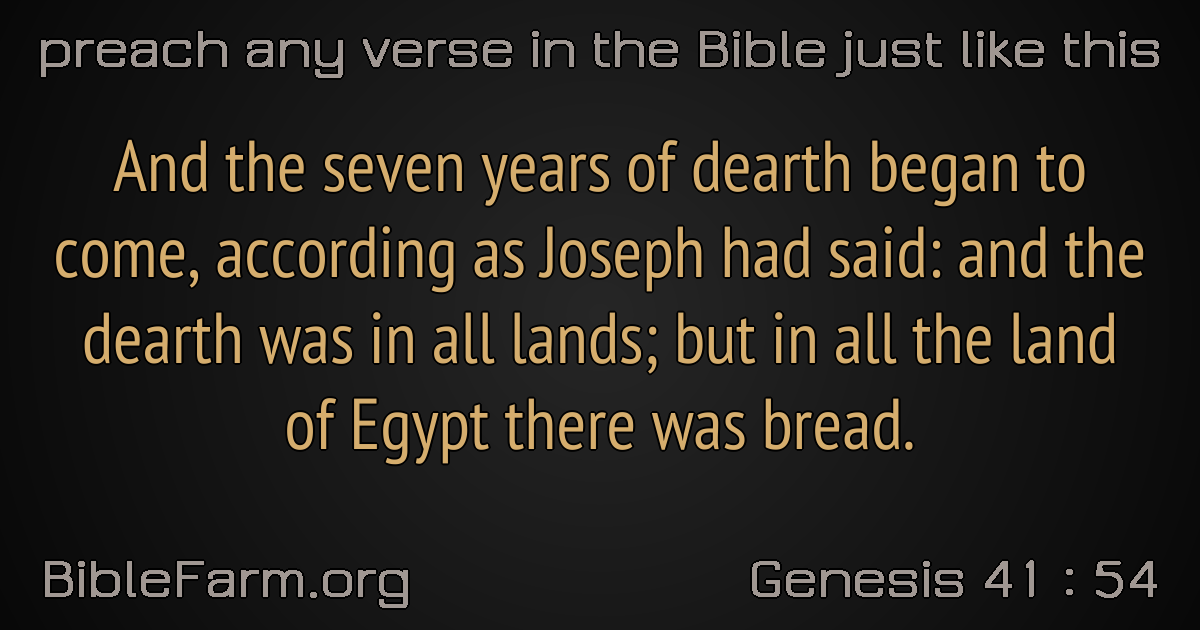 preach any verse in the Bible just like this
And the seven years of dearth began to
come, according as Joseph had said: and the
dearth was in all lands; but in all the land
of Egypt there was bread.
BibleFarm.org
Genesis 41 : 54